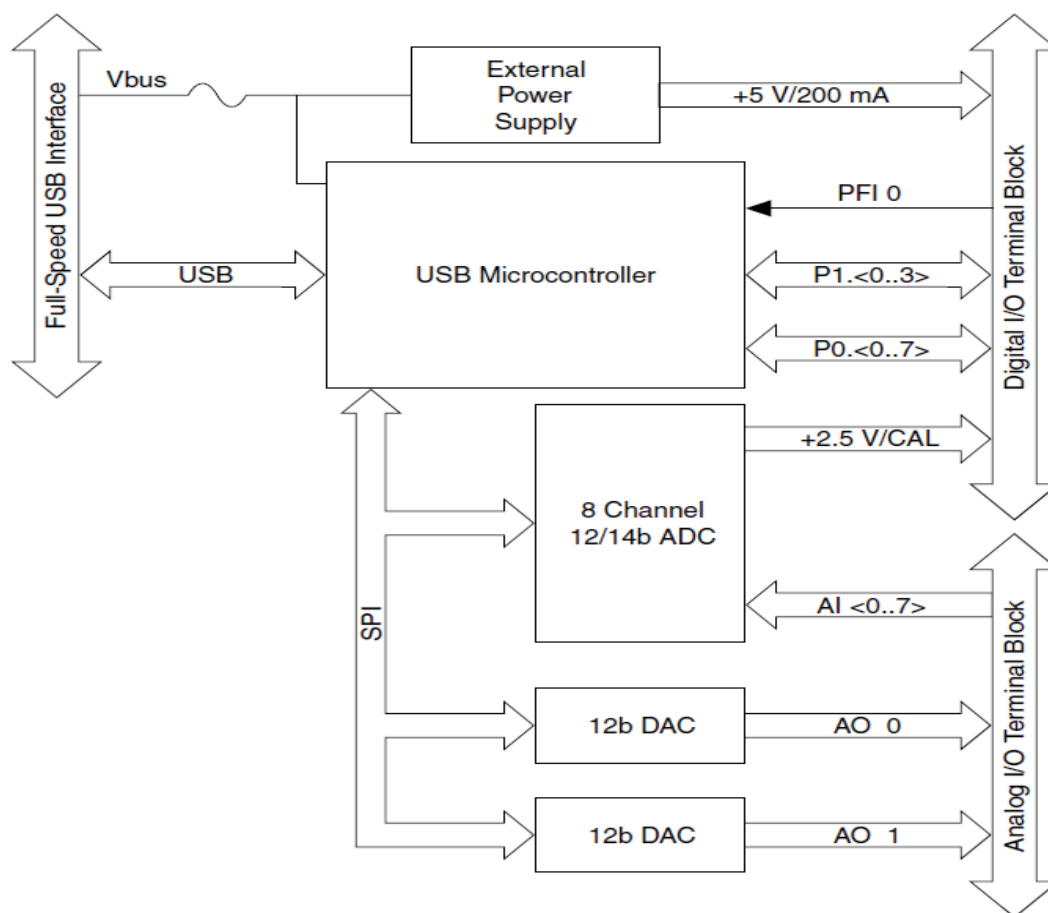 Full-Speed USB Interface
Vbus
External
Power
Supply
+5 V/200 mA
Digital I/O Terminal Block
PFI 0
USB
USB Microcontroller
P1.<0..3>
P0.<0..7>
+2.5 V/CAL
8 Channel
12/14b ADC
SPI
AI <0..7>
Analog I/O Terminal Block
12b DAC
AO 0
12b DAC
AO 1